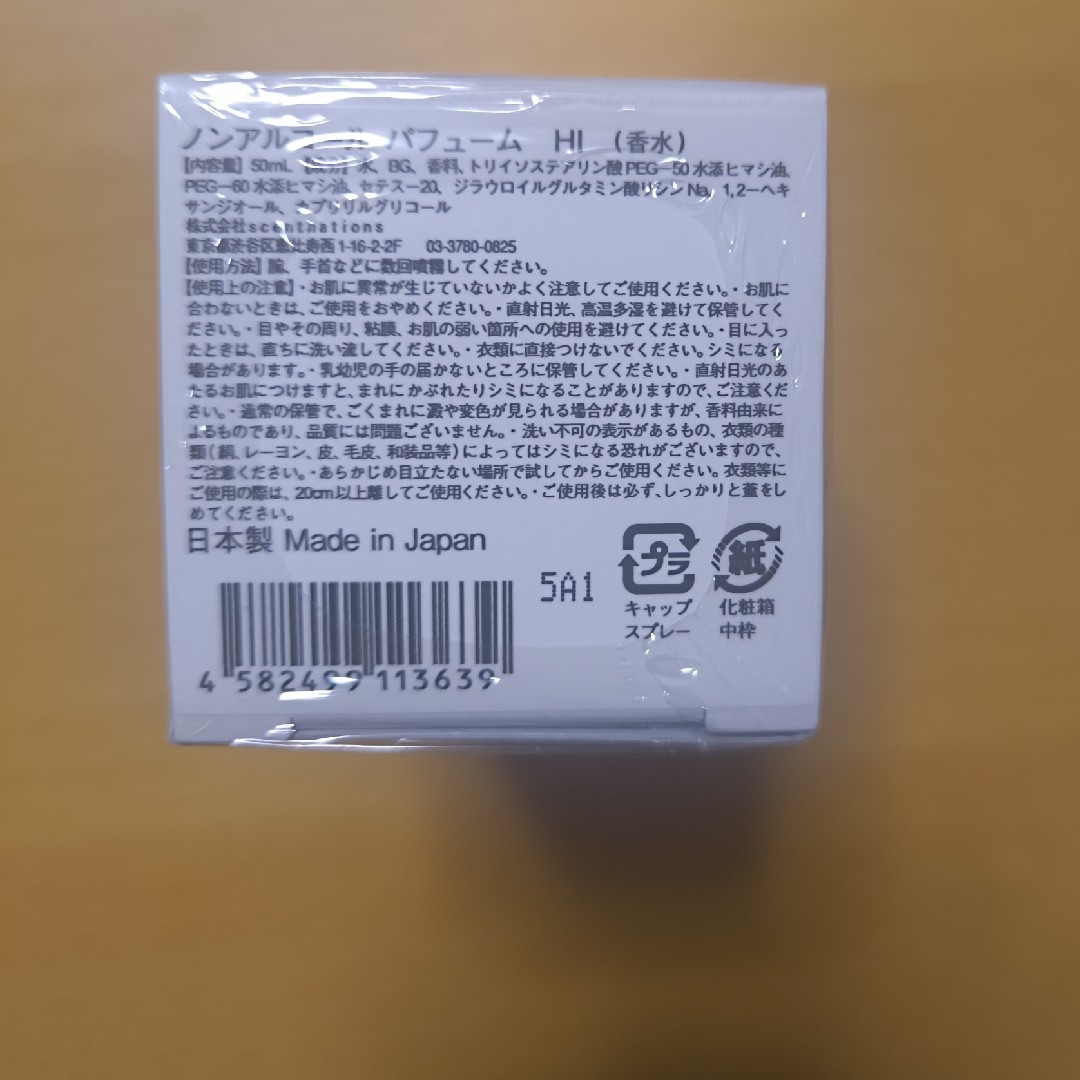 ノンアルコール パフューム HI （香水）
【内容量】50mL 【成分】水、BG、香料、トリイソステアリン酸PEG－50水添ヒマシ油、
PEG－60水添ヒマシ油、セテス－20、ジラウロイルグルタミン酸リシンNa、1,2－ヘキ
サンジオール、カプリリルグリコール
株式会社scentnations
東京都渋谷区恵比寿西1-16-2-2F 03-3780-0825
【使用方法】腕、手首などに数回噴霧してください。
【使用上の注意】・お肌に異常が生じていないかよく注意してご使用ください。・お肌に
合わないときは、ご使用をおやめください。・直射日光、高温多湿を避けて保管してく
ださい。・目やその周り、粘膜、お肌の弱い箇所への使用を避けてください。・目に入っ
たときは、直ちに洗い流してください。・衣類に直接つけないでください。シミになる
場合があります。・乳幼児の手の届かないところに保管してください。・直射日光のあ
たるお肌につけますと、まれにかぶれたりシミになることがありますので、ご注意くだ
さい。・通常の保管で、ごくまれに澱や変色が見られる場合がありますが、香料由来に
よるものであり、品質には問題ございません。・洗い不可の表示があるもの、衣類の種
類（絹、レーヨン、皮、毛皮、和装品等）によってはシミになる恐れがございますので、
ご注意ください。・あらかじめ目立たない場所で試してからご使用ください。衣類等に
ご使用の際は、20cm以上離してご使用ください。・ご使用後は必ず、しっかりと蓋をし
めてください。
日本製 Made in Japan
プラ 紙
5A1
キャップ 化粧箱
スプレー 中枠
4 582499 113639